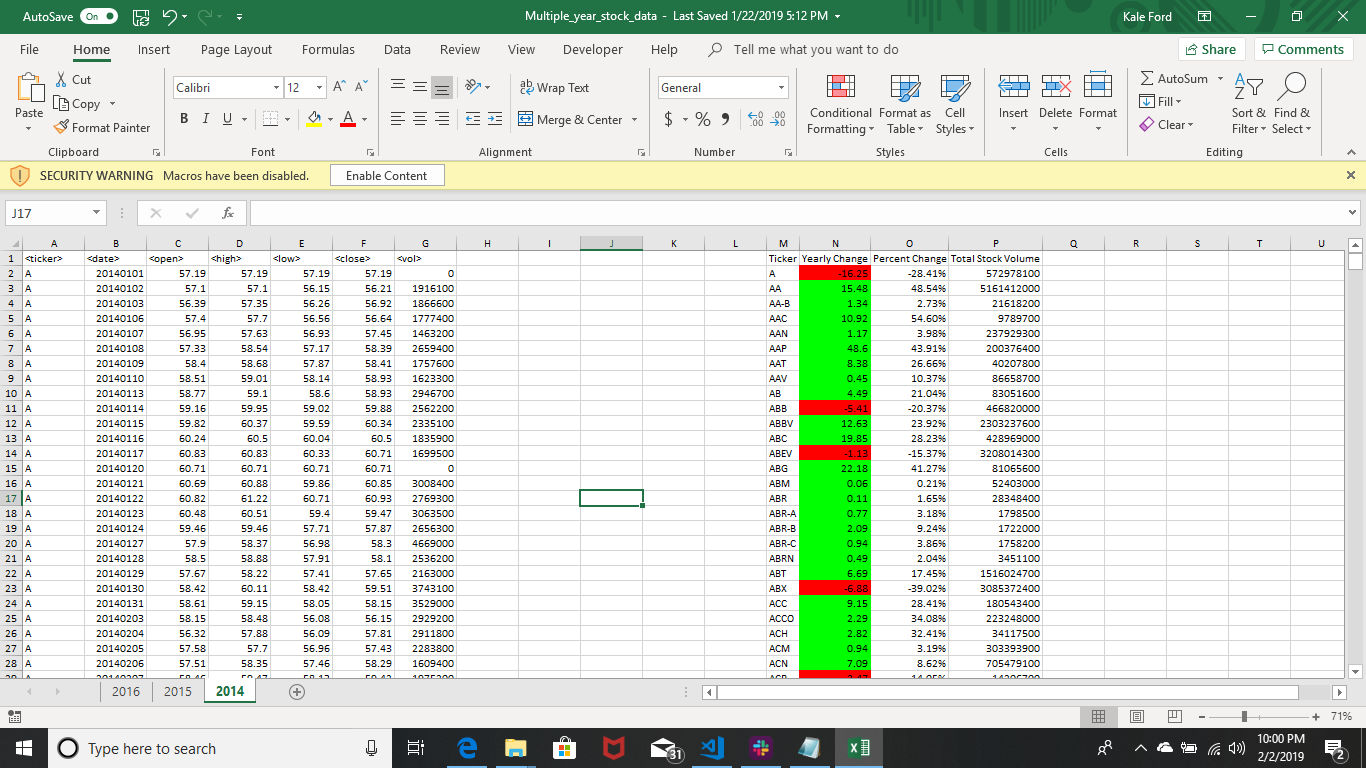 AutoSave On Multiple_year_stock_data - Last Saved 1/22/2019 5:12 PM Kale Ford
File Home Insert Page Layout Formulas Data Review View Developer Help Tell me what you want to do Share Comments
Paste Cut Copy Format Painter
Calibri 12 A A
B I U A
ab Wrap Text
Merge & Center
General
$ % 9
Conditional Formatting Format as Table Cell Styles
Insert Delete Format
AutoSum Fill Clear Sort & Filter Find & Select
Clipboard Font Alignment Number Styles Cells Editing
SECURITY WARNING Macros have been disabled. Enable Content
J17 fx
A B C D E F G H I J K L M N O P Q R S T U
1 <ticker> <date> <open> <high> <low> <close> <vol> Ticker Yearly Change Percent Change Total Stock Volume
2 A 20140101 57.19 57.19 57.19 57.19 0 A -16.25 -28.41% 572978100
3 A 20140102 57.1 57.1 56.15 56.21 1916100 AA 15.48 48.54% 5161412000
4 A 20140103 56.39 57.35 56.26 56.92 1866600 AA-B 1.34 2.73% 21618200
5 A 20140106 57.4 57.7 56.56 56.64 1777400 AAC 10.92 54.60% 9789700
6 A 20140107 56.95 57.63 56.93 57.45 1463200 AAN 1.17 3.98% 237929300
7 A 20140108 57.33 58.54 57.17 58.39 2659400 AAP 48.6 43.91% 200376400
8 A 20140109 58.4 58.68 57.87 58.41 1757600 AAT 8.38 26.66% 40207800
9 A 20140110 58.51 59.01 58.14 58.93 1623300 AAV 0.45 10.37% 86658700
10 A 20140113 58.77 59.1 58.6 58.93 2946700 AB 4.49 21.04% 83051600
11 A 20140114 59.16 59.95 59.02 59.88 2562200 ABB -5.41 -20.37% 466820000
12 A 20140115 59.82 60.37 59.59 60.34 2335100 ABBV 12.63 23.92% 2303237600
13 A 20140116 60.24 60.5 60.04 60.5 1835900 ABC 19.85 28.23% 428969000
14 A 20140117 60.83 60.83 60.33 60.71 1699500 ABEV -1.13 -15.37% 3208014300
15 A 20140120 60.71 60.71 60.71 60.71 0 ABG 22.18 41.27% 81065600
16 A 20140121 60.69 60.88 59.86 60.85 3008400 ABM 0.06 0.21% 52403000
17 A 20140122 60.82 61.22 60.71 60.93 2769300 ABR 0.11 1.65% 28348400
18 A 20140123 60.48 60.51 59.4 59.47 3063500 ABR-A 0.77 3.18% 1798500
19 A 20140124 59.46 59.46 57.71 57.87 2656300 ABR-B 2.09 9.24% 1722000
20 A 20140127 57.9 58.37 56.98 58.3 4669000 ABR-C 0.94 3.86% 1758200
21 A 20140128 58.5 58.88 57.91 58.1 2536200 ABRN 0.49 2.04% 3451100
22 A 20140129 57.67 58.22 57.41 57.65 2163000 ABT 6.69 17.45% 1516024700
23 A 20140130 58.42 60.11 58.42 59.51 3743100 ABX -6.88 -39.02% 3085372400
24 A 20140131 58.61 59.15 58.05 58.15 3529000 ACC 9.15 28.41% 180543400
25 A 20140203 58.15 58.48 56.08 56.15 2929200 ACCO 2.29 34.08% 223248000
26 A 20140204 56.32 57.88 56.09 57.81 2911800 ACH 2.82 32.41% 34117500
27 A 20140205 57.58 57.7 56.96 57.43 2283800 ACM 0.94 3.19% 303393900
28 A 20140206 57.51 58.35 57.46 58.29 1609400 ACN 7.09 8.62% 705479100
2016 2015 2014
71%
Type here to search 31 10:00 PM
2/2/2019 2